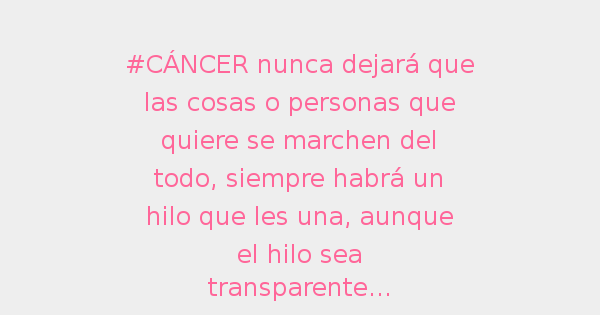 #CÁNCER nunca dejará que
las cosas o personas que
quiere se marchen del
todo, siempre habrá un
hilo que les una, aunque
el hilo sea
transparente...